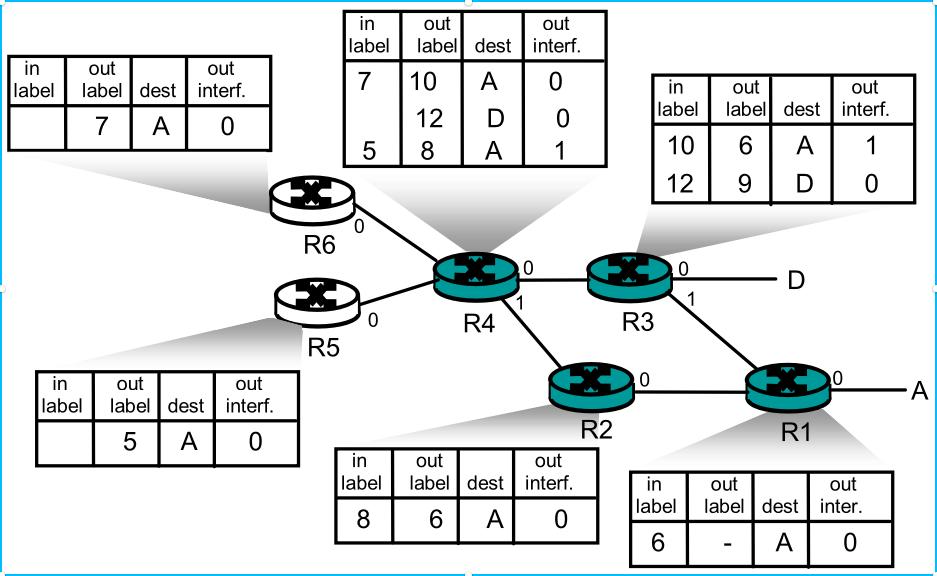 in out dest out
label label interf.
7 10 A 0
12 D 0
5 8 A 1
in out dest out
label label interf.
7 A 0
in out dest out
label label interf.
10 6 A 1
12 9 D 0
R6
0
R5
0
R4
0
1
R3
0
1
D
R2
0
R1
0
A
in out dest out
label label interf.
5 A 0
in out dest out
label label interf.
8 6 A 0
in out dest out
label label inter.
6 - A 0